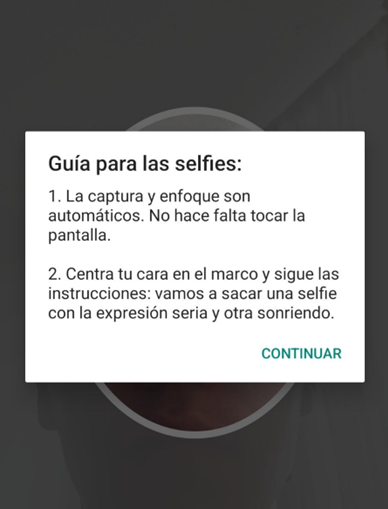 Guía para las selfies:
1. La captura y enfoque son
automáticos. No hace falta tocar la
pantalla.
2. Centra tu cara en el marco y sigue las
instrucciones: vamos a sacar una selfie
con la expresión seria y otra sonriendo.
CONTINUAR